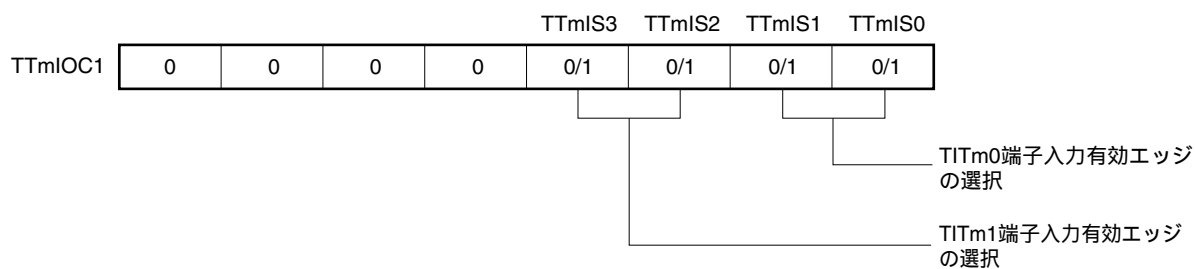 TTmIS3 TTmIS2 TTmIS1 TTmIS0
TTmIOC1 0 0 0 0 0/1 0/1 0/1 0/1
TITm0端子入力有効エッジ
の選択
TITm1端子入力有効エッジ
の選択